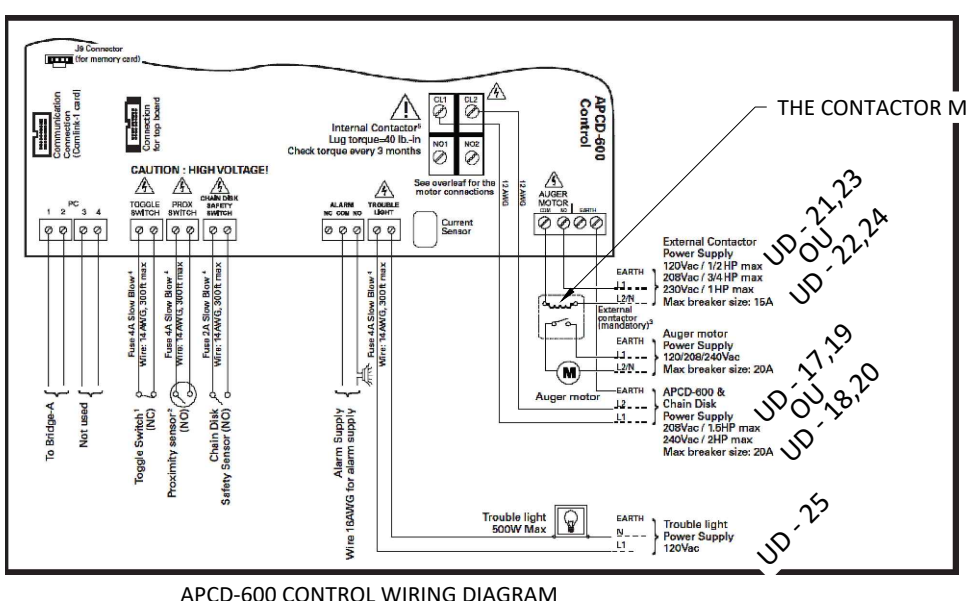 J9 Connector
(for memory card)
Communication
Connection
(Comlink-1 card)
Connection
for top board
CAUTION : HIGH VOLTAGE!
Internal Contactor⁵
Lug torque=40 lb.-in
Check torque every 3 months
CL1 CL2
NO1 NO2
See overleaf for the
motor connections
APCD-600
Control
THE CONTACTOR M
PC
1 2 3 4
TOGGLE
SWITCH
PROX
SWITCH
CHAIN DISK
SAFETY
SWITCH
ALARM
NC COM NO
TROUBLE
LIGHT
Current
Sensor
12 AWG
12 AWG
AUGER
MOTOR
COM NO EARTH
Fuse 4A Slow Blow⁴
Wire: 14AWG, 300ft max
Fuse 4A Slow Blow⁴
Wire: 14AWG, 300ft max
Fuse 2A Slow Blow⁴
Wire: 14AWG, 300ft max
Fuse 4A Slow Blow⁴
Wire: 14AWG, 300ft max
To Bridge-A
Not used
Toggle Switch¹
(NC)
Proximity sensor²
(NO)
Chain Disk
Safety Sensor (NO)
Alarm Supply
Wire 16AWG for alarm supply
External
contactor
(mandatory)³
M
Auger motor
EARTH
L1
L2/N
External Contactor
Power Supply
120Vac / 1/2 HP max
208Vac / 3/4 HP max
230Vac / 1 HP max
Max breaker size: 15A
UD - 21,23
OU
UD - 22,24
EARTH
L1
L2/N
Auger motor
Power Supply
120/208/240Vac
Max breaker size: 20A
EARTH
L2
L1
APCD-600 &
Chain Disk
Power Supply
208Vac / 1.5HP max
240Vac / 2HP max
Max breaker size: 20A
UD - 17,19
OU
UD - 18,20
Trouble light
500W Max
EARTH
N
L1
Trouble light
Power Supply
120Vac
UD - 25
APCD-600 CONTROL WIRING DIAGRAM